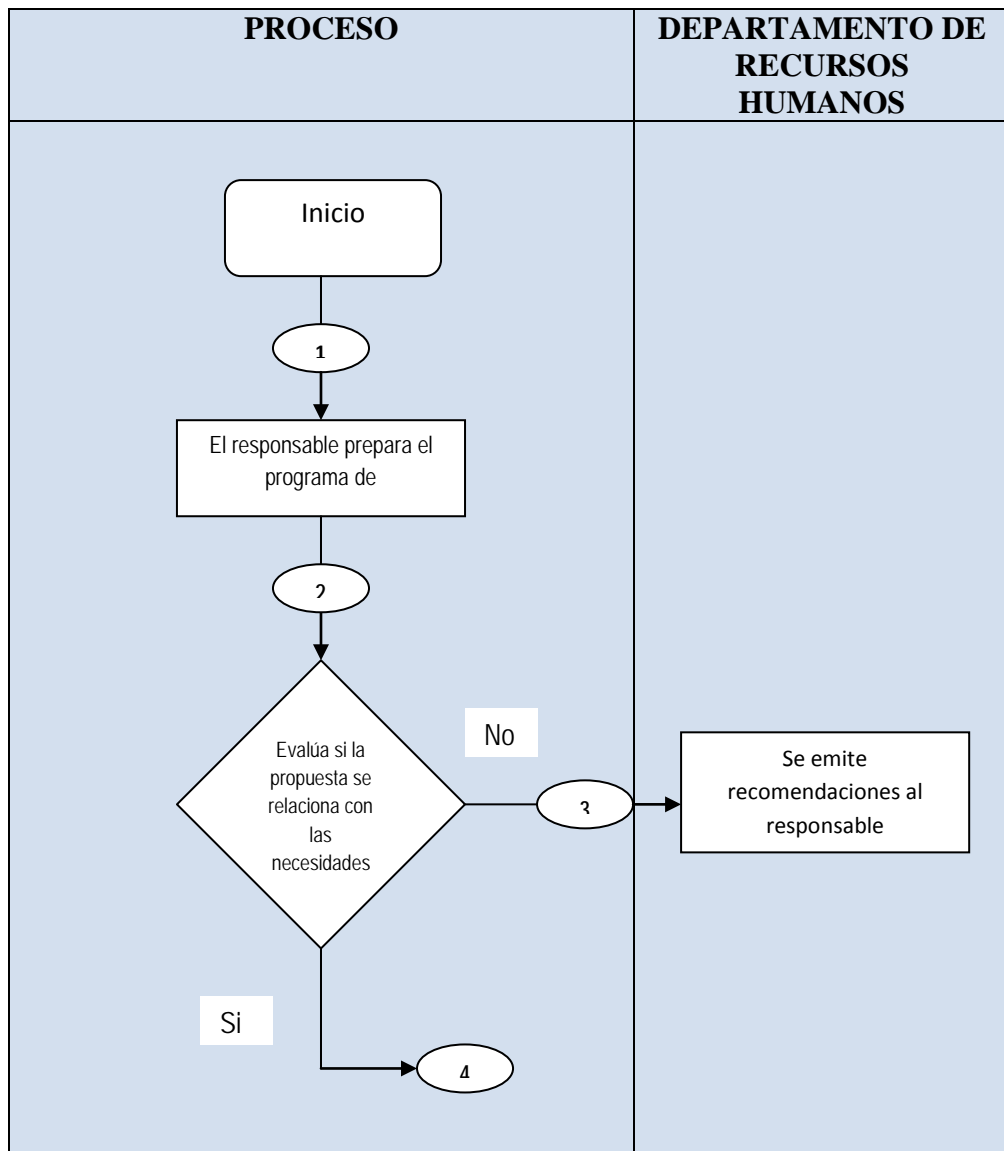 PROCESO
DEPARTAMENTO DE
RECURSOS
HUMANOS
Inicio
1
El responsable prepara el
programa de
2
Evalúa si la
propuesta se
relaciona con
las
necesidades
No
3
Se emite
recomendaciones al
responsable
Si
4